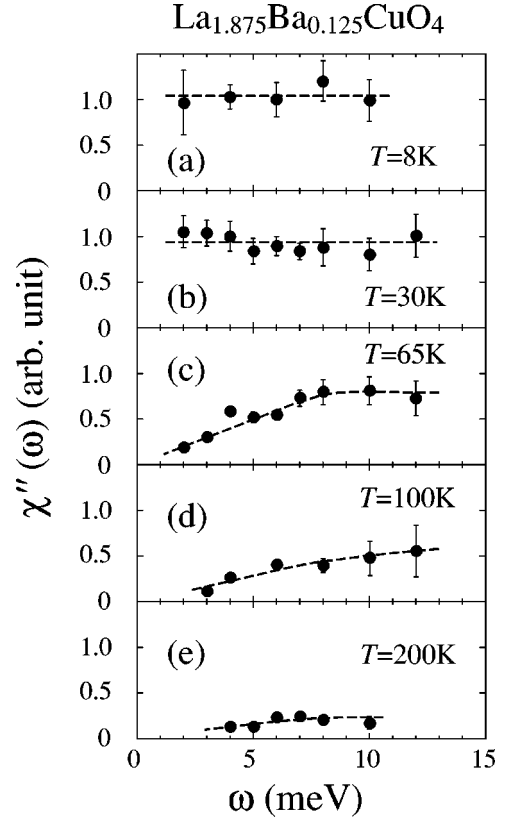 La₁.₈₇₅Ba₀.₁₂₅CuO₄
χ″(ω) (arb. unit)
1.0
0.5
0
(a)
T=8K
1.0
0.5
0
(b)
T=30K
1.0
0.5
0
(c)
T=65K
1.0
0.5
0
(d)
T=100K
1.0
0.5
0
(e)
T=200K
0 5 10 15
ω (meV)